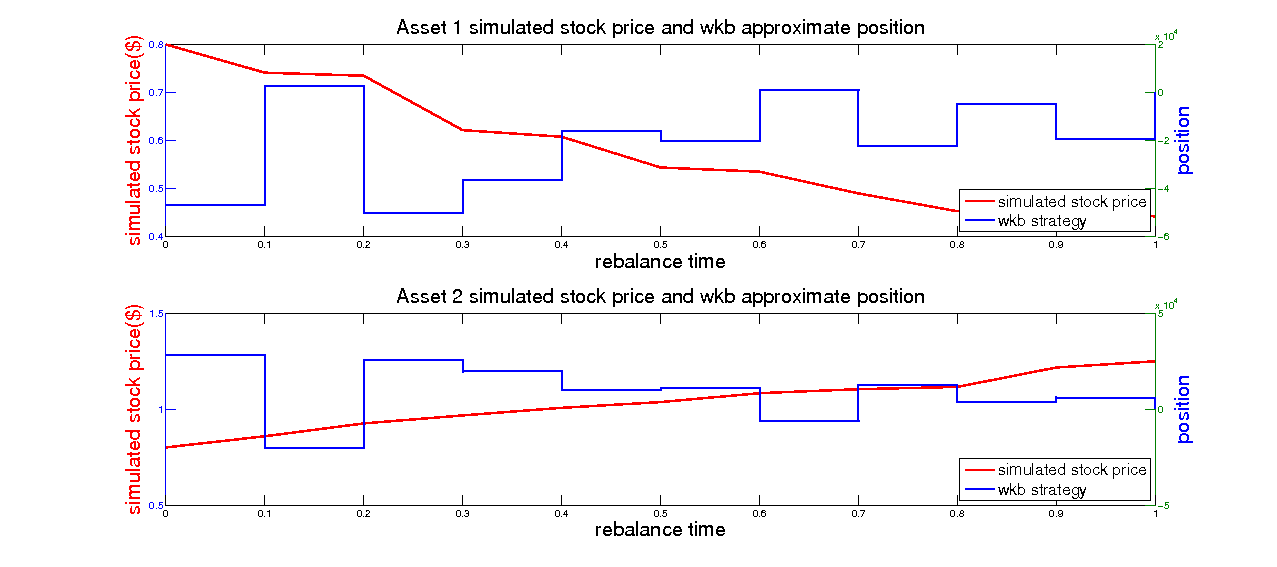 Asset 1 simulated stock price and wkb approximate position
x 10^4
0.8
0.7
0.6
0.5
0.4
simulated stock price($)
2
0
-2
-4
-6
position
simulated stock price
wkb strategy
0 0.1 0.2 0.3 0.4 0.5 0.6 0.7 0.8 0.9 1
rebalance time
Asset 2 simulated stock price and wkb approximate position
x 10^4
1.5
1
0.5
simulated stock price($)
5
0
-5
position
simulated stock price
wkb strategy
0 0.1 0.2 0.3 0.4 0.5 0.6 0.7 0.8 0.9 1
rebalance time